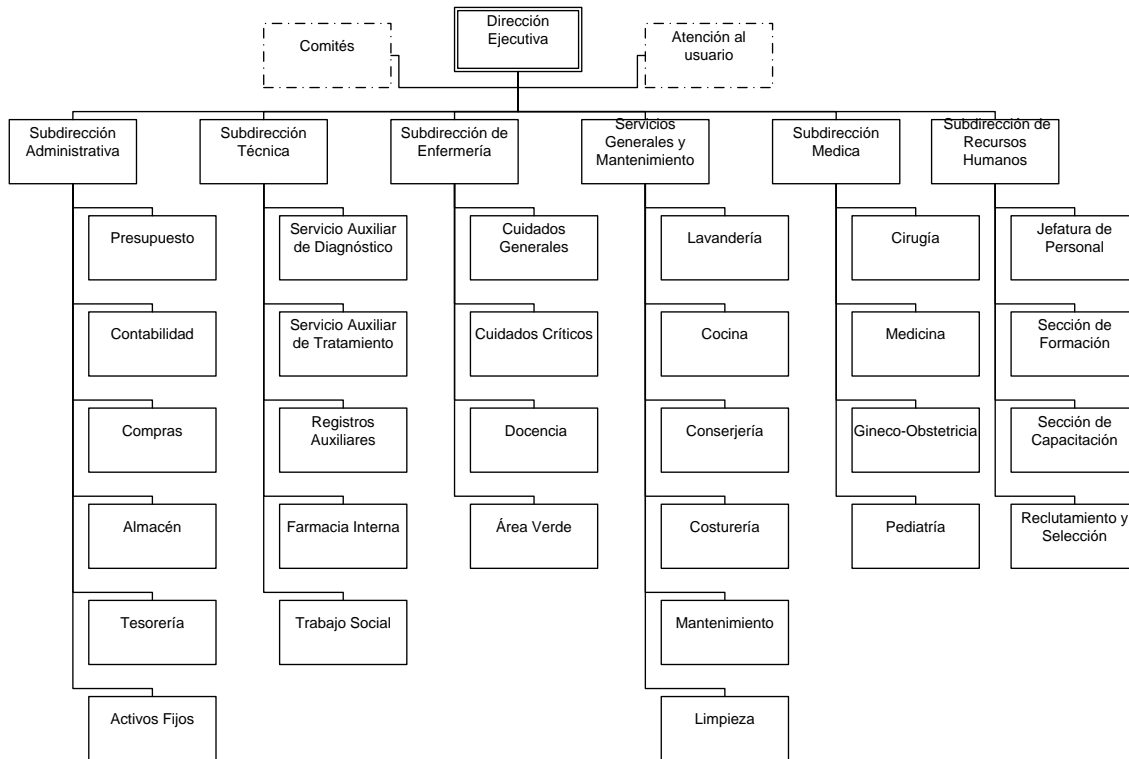 Dirección
Ejecutiva
Comités
Atención al
usuario
Subdirección
Administrativa
Subdirección
Técnica
Subdirección de
Enfermería
Servicios
Generales y
Mantenimiento
Subdirección
Medica
Subdirección de
Recursos
Humanos
Presupuesto
Servicio Auxiliar
de Diagnóstico
Cuidados
Generales
Lavandería
Cirugía
Jefatura de
Personal
Contabilidad
Servicio Auxiliar
de Tratamiento
Cuidados Críticos
Cocina
Medicina
Sección de
Formación
Compras
Registros
Auxiliares
Docencia
Conserjería
Gineco-Obstetricia
Sección de
Capacitación
Almacén
Farmacia Interna
Área Verde
Costurería
Pediatría
Reclutamiento y
Selección
Tesorería
Trabajo Social
Mantenimiento
Activos Fijos
Limpieza